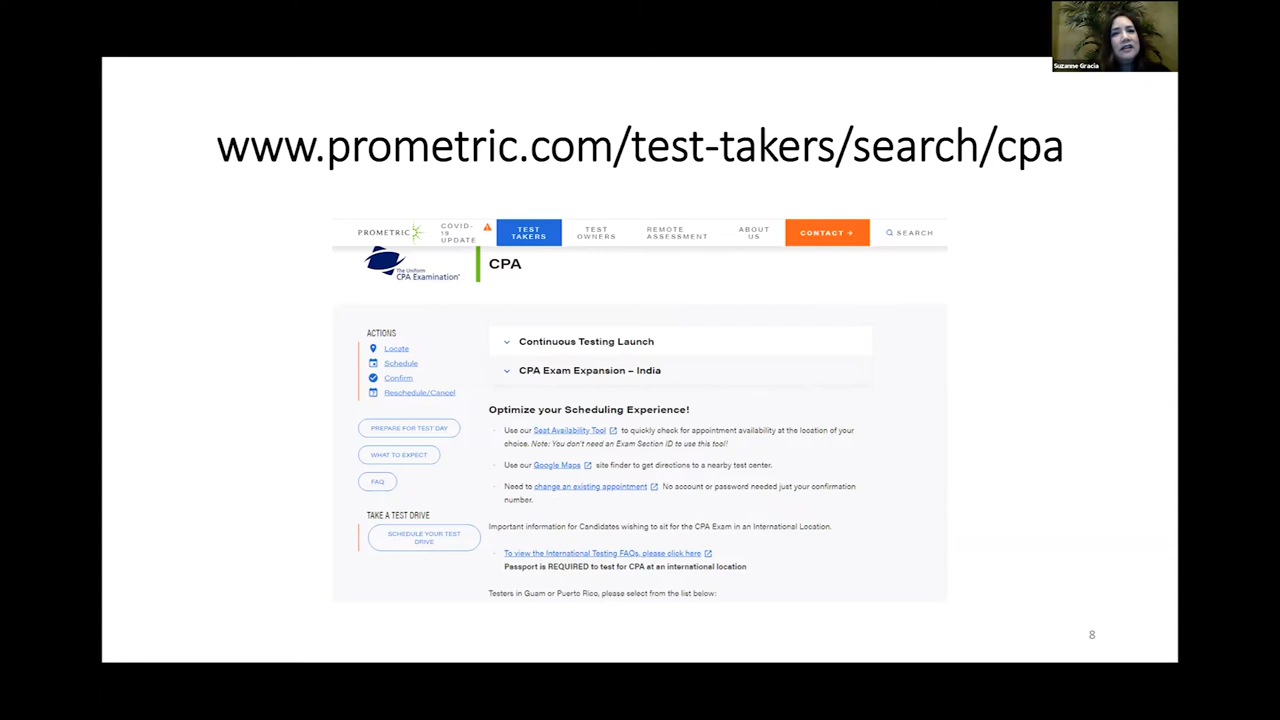 Suzanne Gracia
www.prometric.com/test-takers/search/cpa
PROMETRIC
COVID-
19
UPDATE
TEST
TAKERS
TEST
OWNERS
REMOTE
ASSESSMENT
ABOUT
US
CONTACT →
SEARCH
The Uniform
CPA Examination®
CPA
ACTIONS
Locate
Schedule
Confirm
Reschedule/Cancel
PREPARE FOR TEST DAY
WHAT TO EXPECT
FAQ
TAKE A TEST DRIVE
SCHEDULE YOUR TEST
DRIVE
Continuous Testing Launch
CPA Exam Expansion – India
Optimize your Scheduling Experience!
· Use our Seat Availability Tool to quickly check for appointment availability at the location of your
choice. Note: You don't need an Exam Section ID to use this tool!
· Use our Google Maps site finder to get directions to a nearby test center.
· Need to change an existing appointment No account or password needed just your confirmation
number.
Important information for Candidates wishing to sit for the CPA Exam in an International Location.
· To view the International Testing FAQs, please click here
Passport is REQUIRED to test for CPA at an international location
Testers in Guam or Puerto Rico, please select from the list below:
8